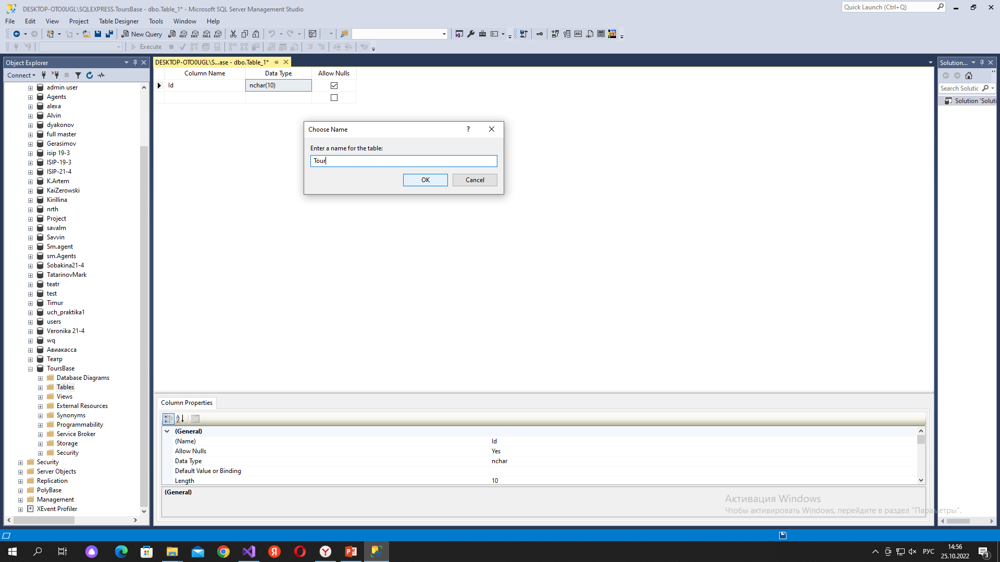 DESKTOP-OTO0UGL\SQLEXPRESS.ToursBase - dbo.Table_1* - Microsoft SQL Server Management Studio
Quick Launch (Ctrl+Q)
File Edit View Project Table Designer Tools Window Help
New Query MDX DMX XMLA DAX
Execute
Object Explorer
Connect
admin user
Agents
alexa
Alvin
dyakonov
full master
Gerasimov
isip 19-3
ISIP-19-3
ISIP-21-4
K.Artem
KaiZerowski
Kirillina
nrth
Project
savalm
Savvin
Sm.agent
sm.Agents
Sobakina21-4
TatarinovMark
teatr
test
Timur
uch_praktika1
users
Veronika 21-4
wq
Авиакасса
Театр
ToursBase
Database Diagrams
Tables
Views
External Resources
Synonyms
Programmability
Service Broker
Storage
Security
Security
Server Objects
Replication
PolyBase
Management
XEvent Profiler
DESKTOP-OTO0UGL\S...ase - dbo.Table_1*
Column Name Data Type Allow Nulls
Id nchar(10)
Choose Name
?
Enter a name for the table:
Tour
OK Cancel
Column Properties
(General)
(Name) Id
Allow Nulls Yes
Data Type nchar
Default Value or Binding
Length 10
(General)
Solution...
Search Solutic
Solution 'Soluti
Активация Windows
Чтобы активировать Windows, перейдите в раздел "Параметры".
РУС
14:56
25.10.2022
3